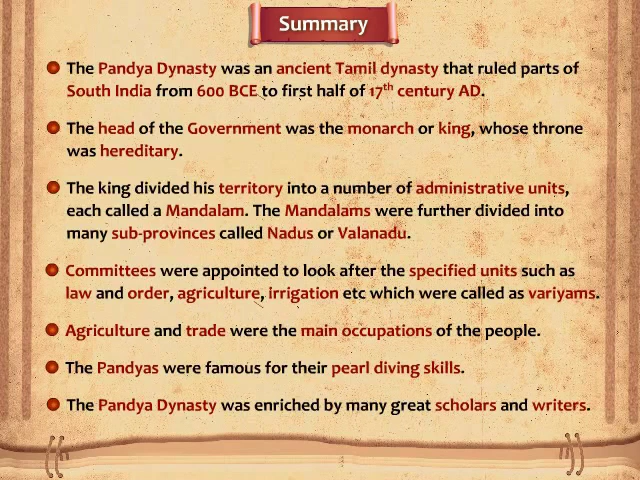 Summary
The Pandya Dynasty was an ancient Tamil dynasty that ruled parts of
South India from 600 BCE to first half of 17th century AD.
The head of the Government was the monarch or king, whose throne
was hereditary.
The king divided his territory into a number of administrative units,
each called a Mandalam. The Mandalams were further divided into
many sub-provinces called Nadus or Valanadu.
Committees were appointed to look after the specified units such as
law and order, agriculture, irrigation etc which were called as variyams.
Agriculture and trade were the main occupations of the people.
The Pandyas were famous for their pearl diving skills.
The Pandya Dynasty was enriched by many great scholars and writers.